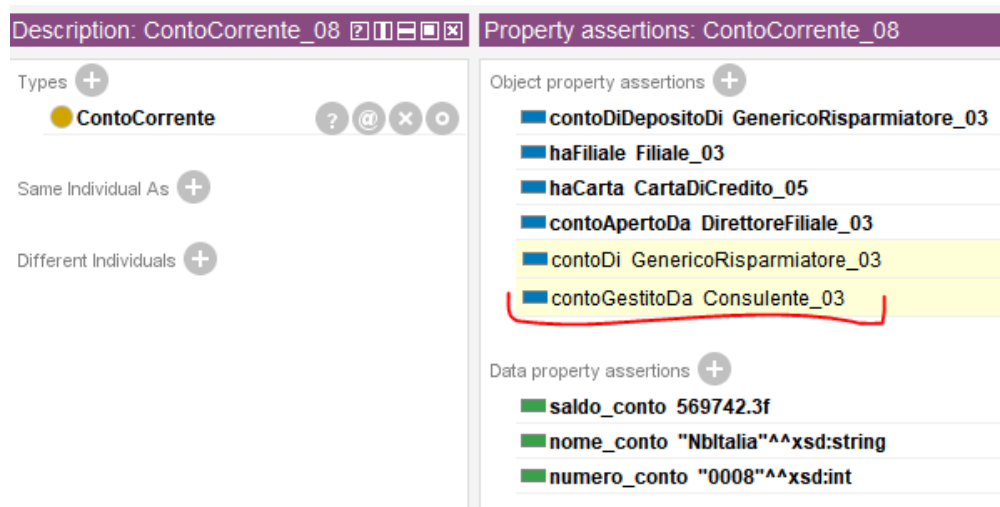 Description: ContoCorrente_08
Types
ContoCorrente
Same Individual As
Different Individuals
Property assertions: ContoCorrente_08
Object property assertions
contoDiDepositoDi GenericoRisparmiatore_03
haFiliale Filiale_03
haCarta CartaDiCredito_05
contoApertoDa DirettoreFiliale_03
contoDi GenericoRisparmiatore_03
contoGestitoDa Consulente_03
Data property assertions
saldo_conto 569742.3f
nome_conto "NbItalia"^^xsd:string
numero_conto "0008"^^xsd:int